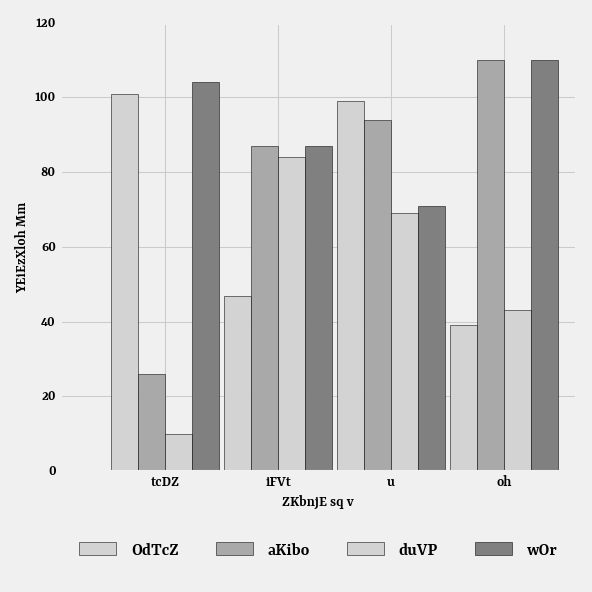 120
100
80
60
40
20
0
YEiEzXloh Mm
tcDZ iFVt u oh
ZKbnjE sq v
OdTcZ aKibo duVP wOr